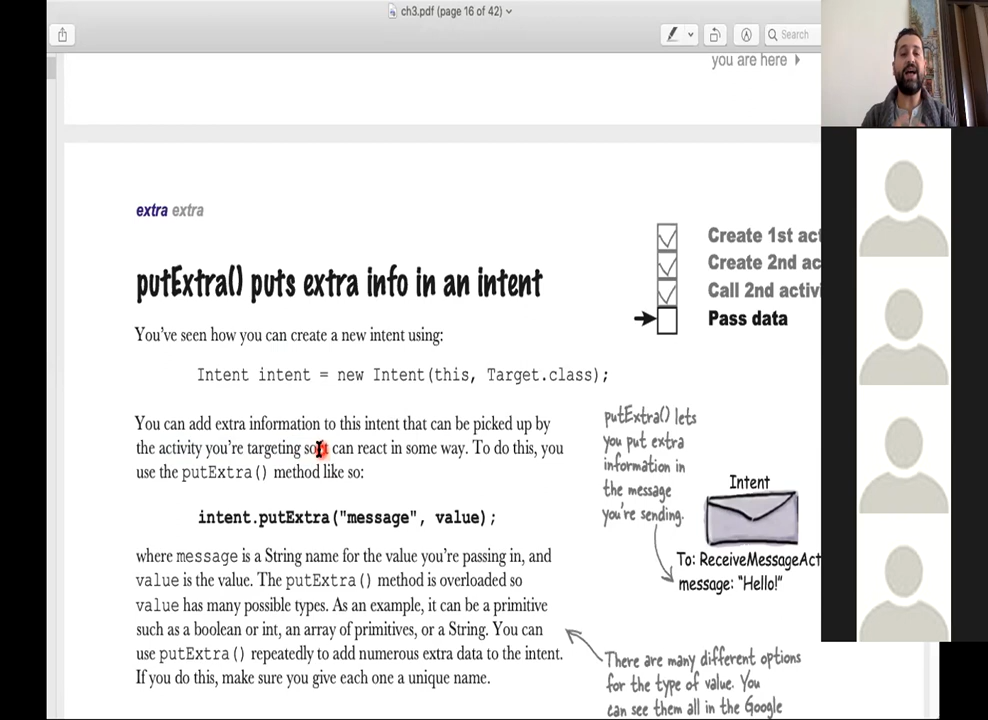 ch3.pdf (page 16 of 42)
Search
you are here
extra extra
putExtra() puts extra info in an intent
Create 1st act
Create 2nd ac
Call 2nd activi
Pass data
You've seen how you can create a new intent using:
Intent intent = new Intent(this, Target.class);
You can add extra information to this intent that can be picked up by
the activity you're targeting so it can react in some way. To do this, you
use the putExtra() method like so:
intent.putExtra("message", value);
where message is a String name for the value you're passing in, and
value is the value. The putExtra() method is overloaded so
value has many possible types. As an example, it can be a primitive
such as a boolean or int, an array of primitives, or a String. You can
use putExtra() repeatedly to add numerous extra data to the intent.
If you do this, make sure you give each one a unique name.
putExtra() lets
you put extra
information in
the message
you're sending.
Intent
To: ReceiveMessageAct
message: "Hello!"
There are many different options
for the type of value. You
can see them all in the Google